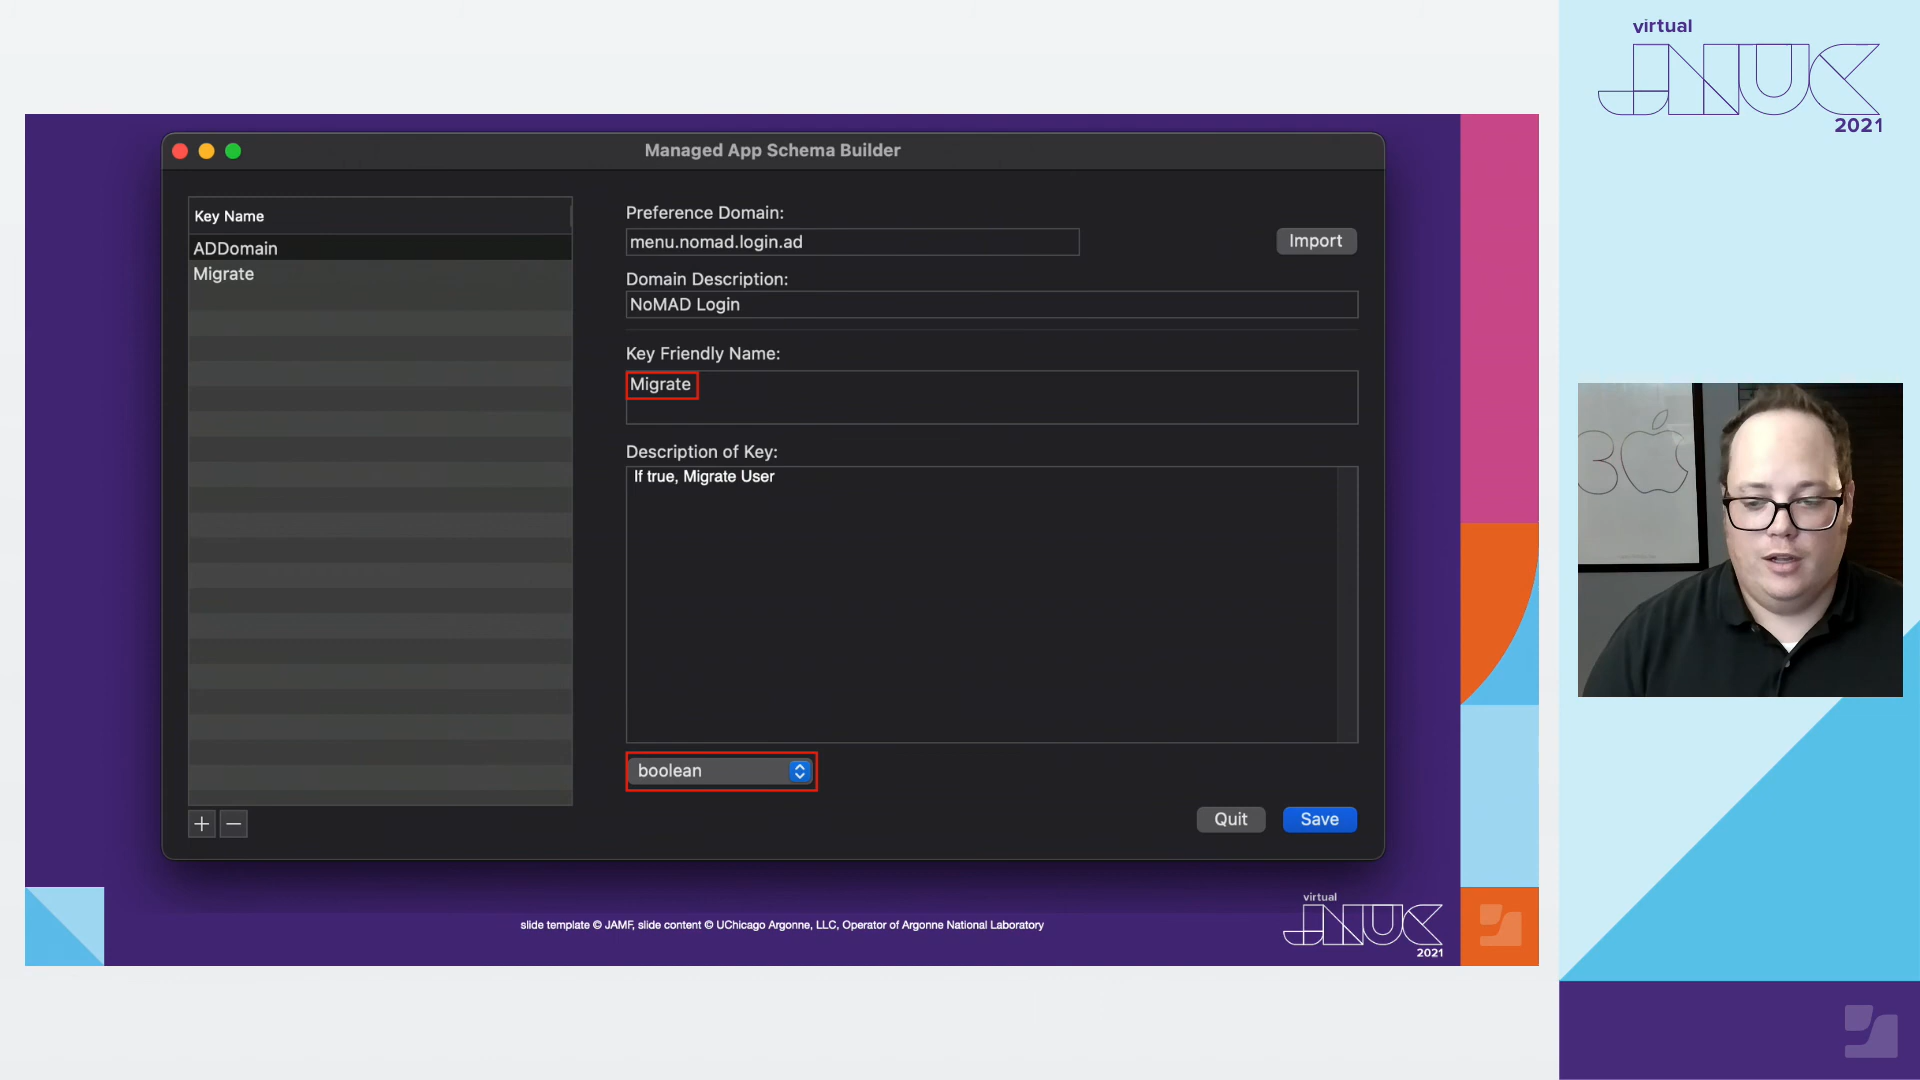 virtual
JNUC
2021
Managed App Schema Builder
Key Name
ADDomain
Migrate
Preference Domain:
menu.nomad.login.ad
Import
Domain Description:
NoMAD Login
Key Friendly Name:
Migrate
Description of Key:
If true, Migrate User
boolean
Quit
Save
slide template © JAMF, slide content © UChicago Argonne, LLC, Operator of Argonne National Laboratory
virtual
JNUC
2021